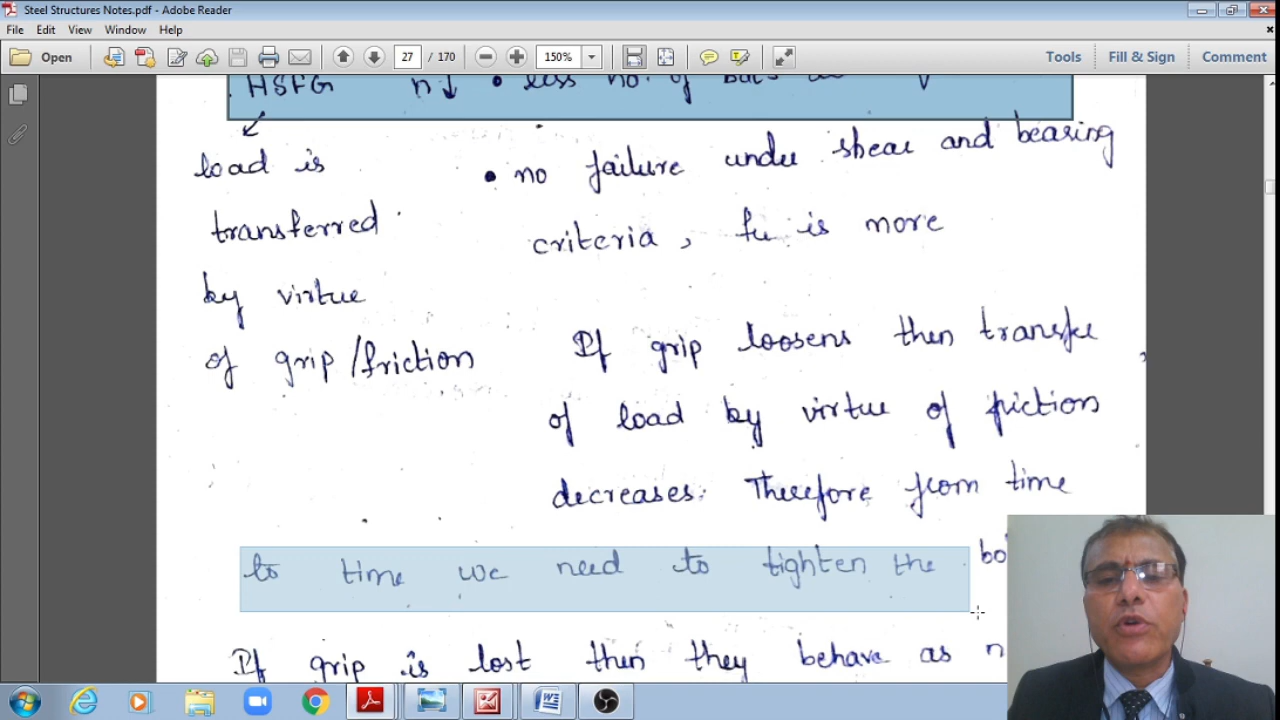 Steel Structures Notes.pdf - Adobe Reader
File Edit View Window Help
Open 27 / 170 150% Tools Fill & Sign Comment
HSFG n↓ • less no. of
load is
transferred
by virtue
of grip/friction
• no failure under shear and bearing
criteria, fu is more
If grip loosens then transfer
of load by virtue of friction
decreases. Therefore from time
to time we need to tighten the
If grip is lost then they behave as